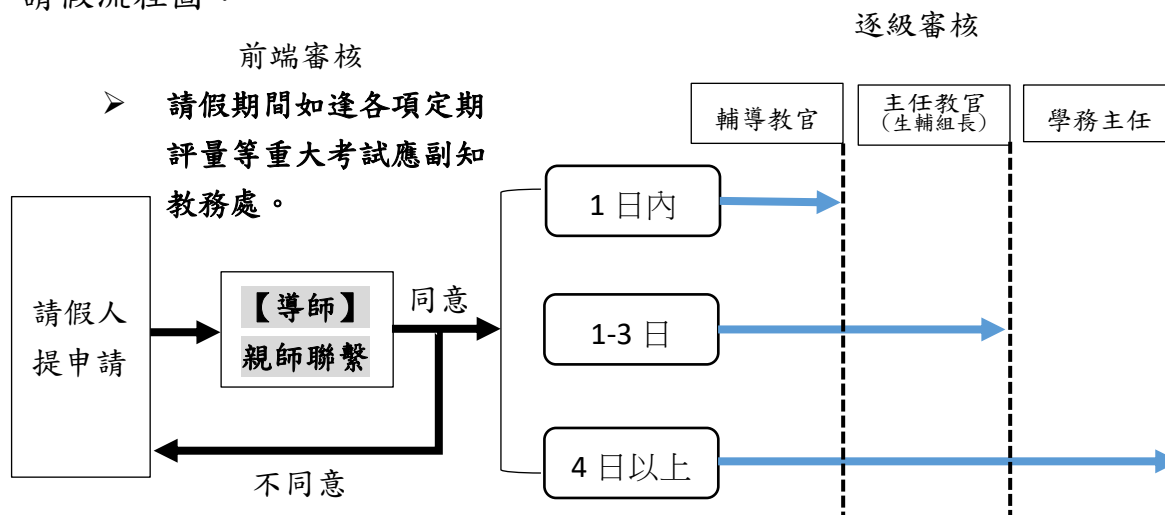 請假流程圖：
逐級審核
前端審核
➢ 請假期間如逢各項定期
評量等重大考試應副知
教務處。
輔導教官
主任教官
(生輔組長)
學務主任
請假人
提申請
【導師】
親師聯繫
同意
不同意
1 日內
1-3 日
4 日以上